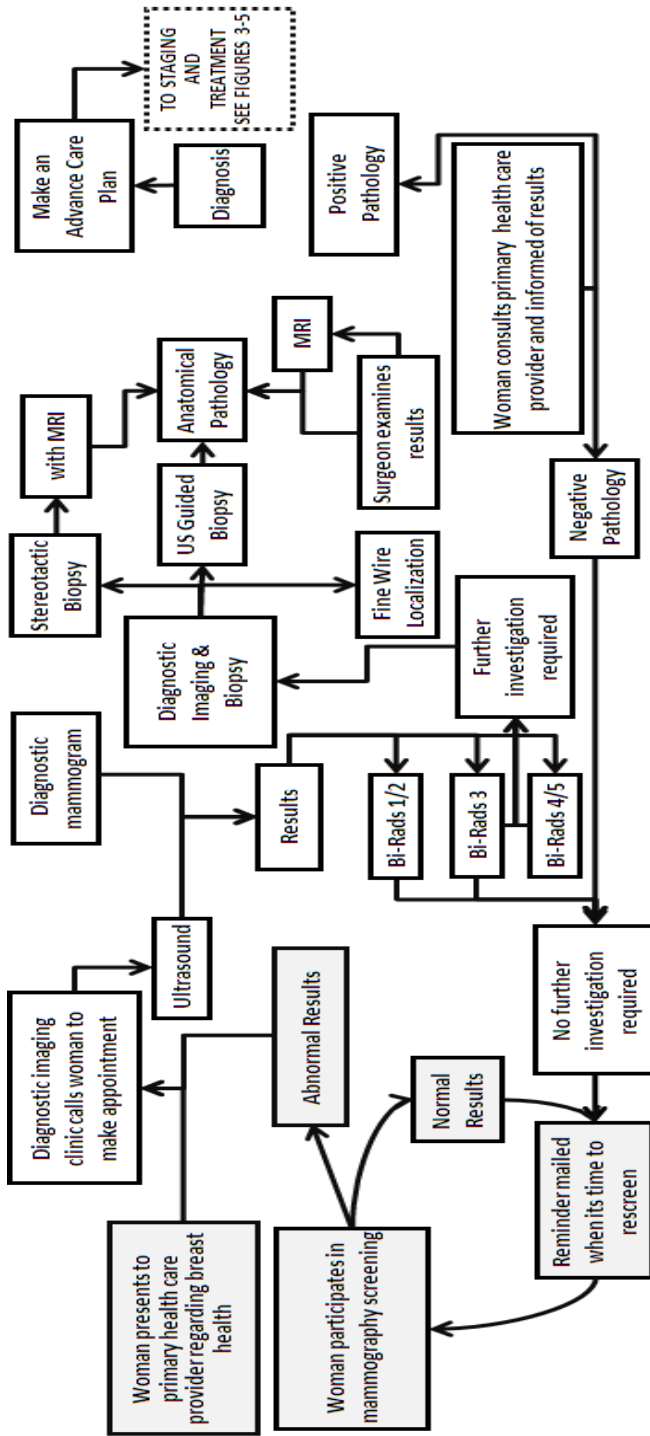 Woman presents to
primary health care
provider regarding breast
health
Diagnostic imaging
clinic calls woman to
make appointment
Ultrasound
Diagnostic
mammogram
Woman participates in
mammography screening
Abnormal Results
Normal
Results
Reminder mailed
when its time to
rescreen
No further
investigation
required
Results
Bi-Rads 1/2
Bi-Rads 3
Bi-Rads 4/5
Further
investigation
required
Diagnostic
Imaging &
Biopsy
Stereotactic
Biopsy
with MRI
US Guided
Biopsy
Fine Wire
Localization
Anatomical
Pathology
MRI
Surgeon examines
results
Negative
Pathology
Woman consults primary health care
provider and informed of results
Positive
Pathology
Diagnosis
Make an
Advance Care
Plan
TO STAGING
AND
TREATMENT
SEE FIGURES 3-5